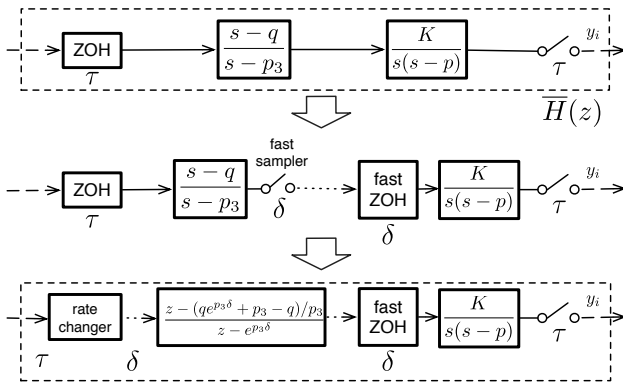 ZOH
τ
s − q
s − p₃
K
s(s − p)
τ
yᵢ
H̅(z)
ZOH
τ
s − q
s − p₃
fast
sampler
δ
fast
ZOH
δ
K
s(s − p)
τ
yᵢ
rate
changer
τ
δ
z − (qe^{p₃δ} + p₃ − q)/p₃
z − e^{p₃δ}
fast
ZOH
δ
K
s(s − p)
τ
yᵢ